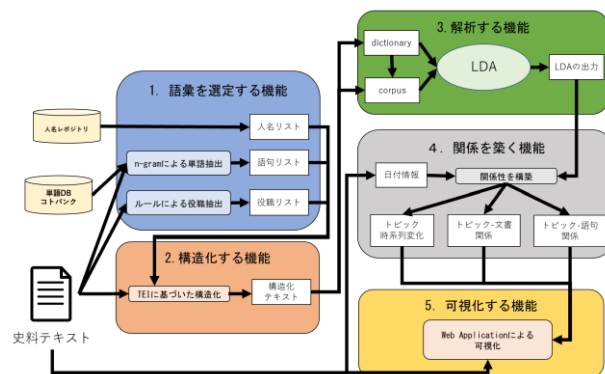 1. 語彙を選定する機能
人名レポジトリ
人名リスト
n-gramによる単語抽出
語句リスト
単語DB
コトバンク
ルールによる役職抽出
役職リスト
2.構造化する機能
TEIに基づいた構造化
構造化
テキスト
史料テキスト
3.解析する機能
dictionary
corpus
LDA
LDAの出力
4. 関係を築く機能
日付情報
関係性を構築
トピック
時系列変化
トピック-文書
関係
トピック-語句
関係
5. 可視化する機能
Web Applicationによる
可視化